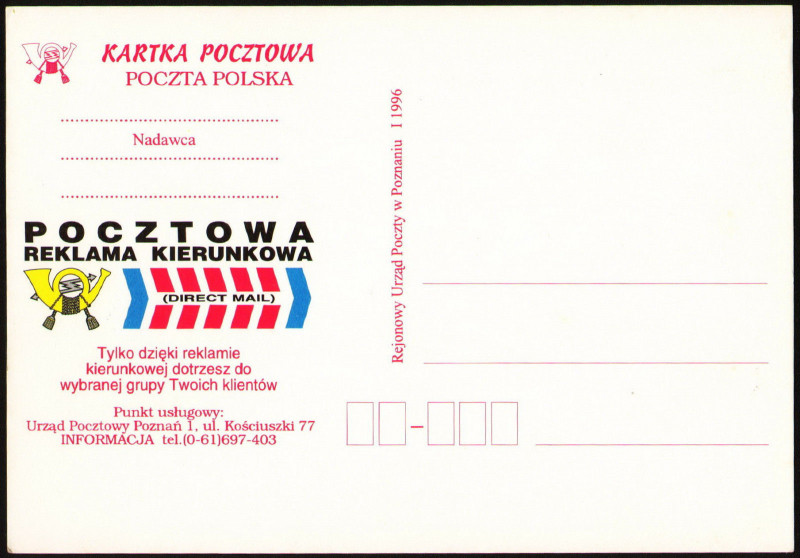 KARTKA POCZTOWA
POCZTA POLSKA
Nadawca
POCZTOWA
REKLAMA KIERUNKOWA
(DIRECT MAIL)
Tylko dzięki reklamie
kierunkowej dotrzesz do
wybranej grupy Twoich klientów
Punkt usługowy:
Urząd Pocztowy Poznań 1, ul. Kościuszki 77
INFORMACJA tel.(0-61)697-403
Rejonowy Urząd Poczty w Poznaniu I 1996
–